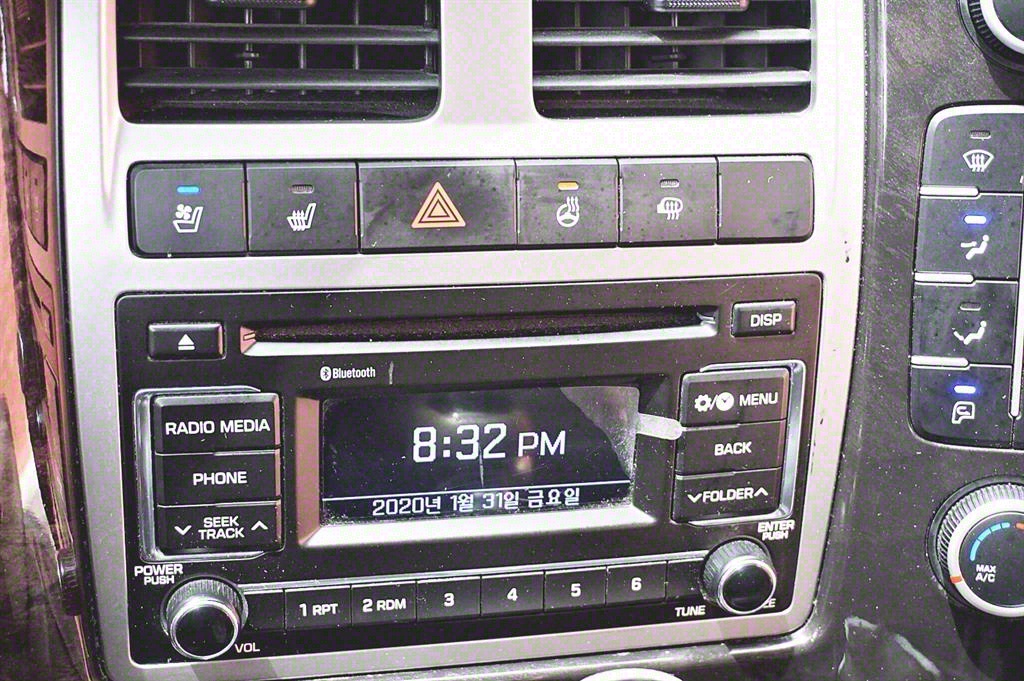 DISP
Bluetooth
RADIO MEDIA
PHONE
SEEK
TRACK
8:32 PM
2020년 1월 31일 금요일
MENU
BACK
FOLDER
POWER
PUSH
VOL
1 RPT
2 RDM
3
4
5
6
ENTER
PUSH
TUNE
MAX
A/C